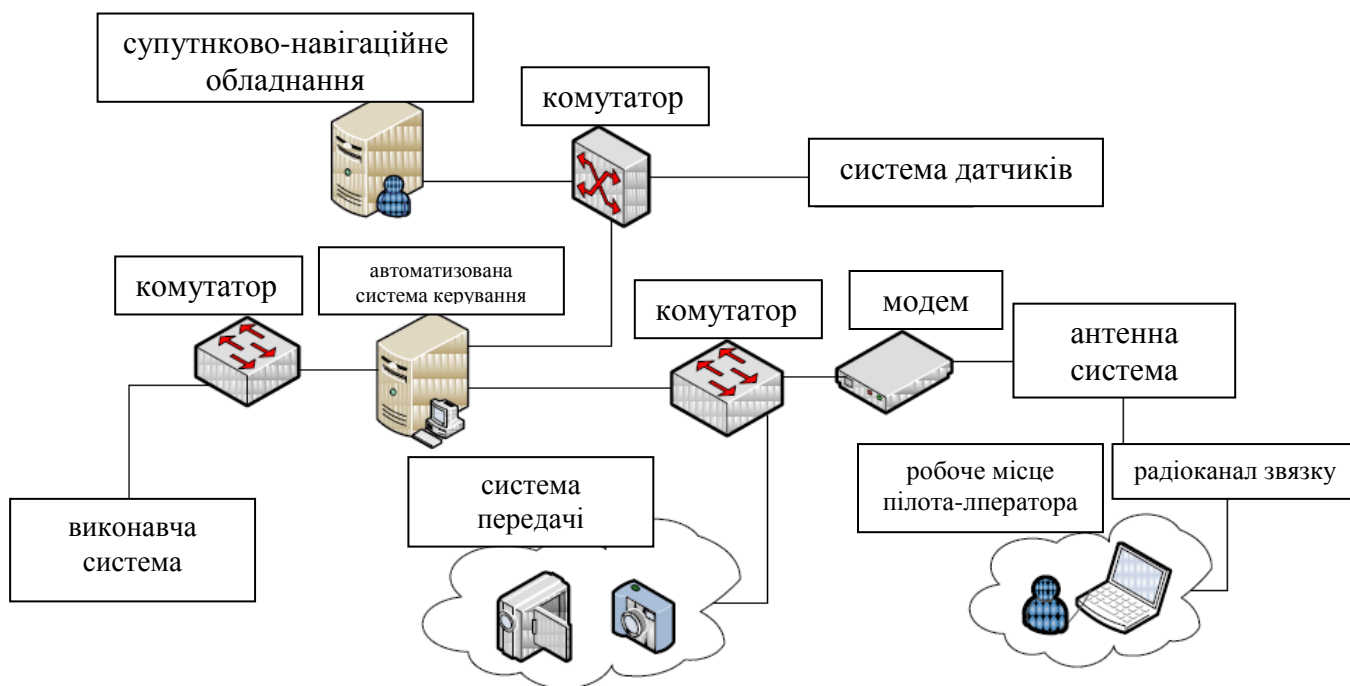 супутнково-навігаційне
обладнання
комутатор
система датчиків
комутатор
автоматизована
система керування
комутатор
модем
антенна
система
виконавча
система
система
передачі
робоче місце
пілота-лператора
радіоканал звязку